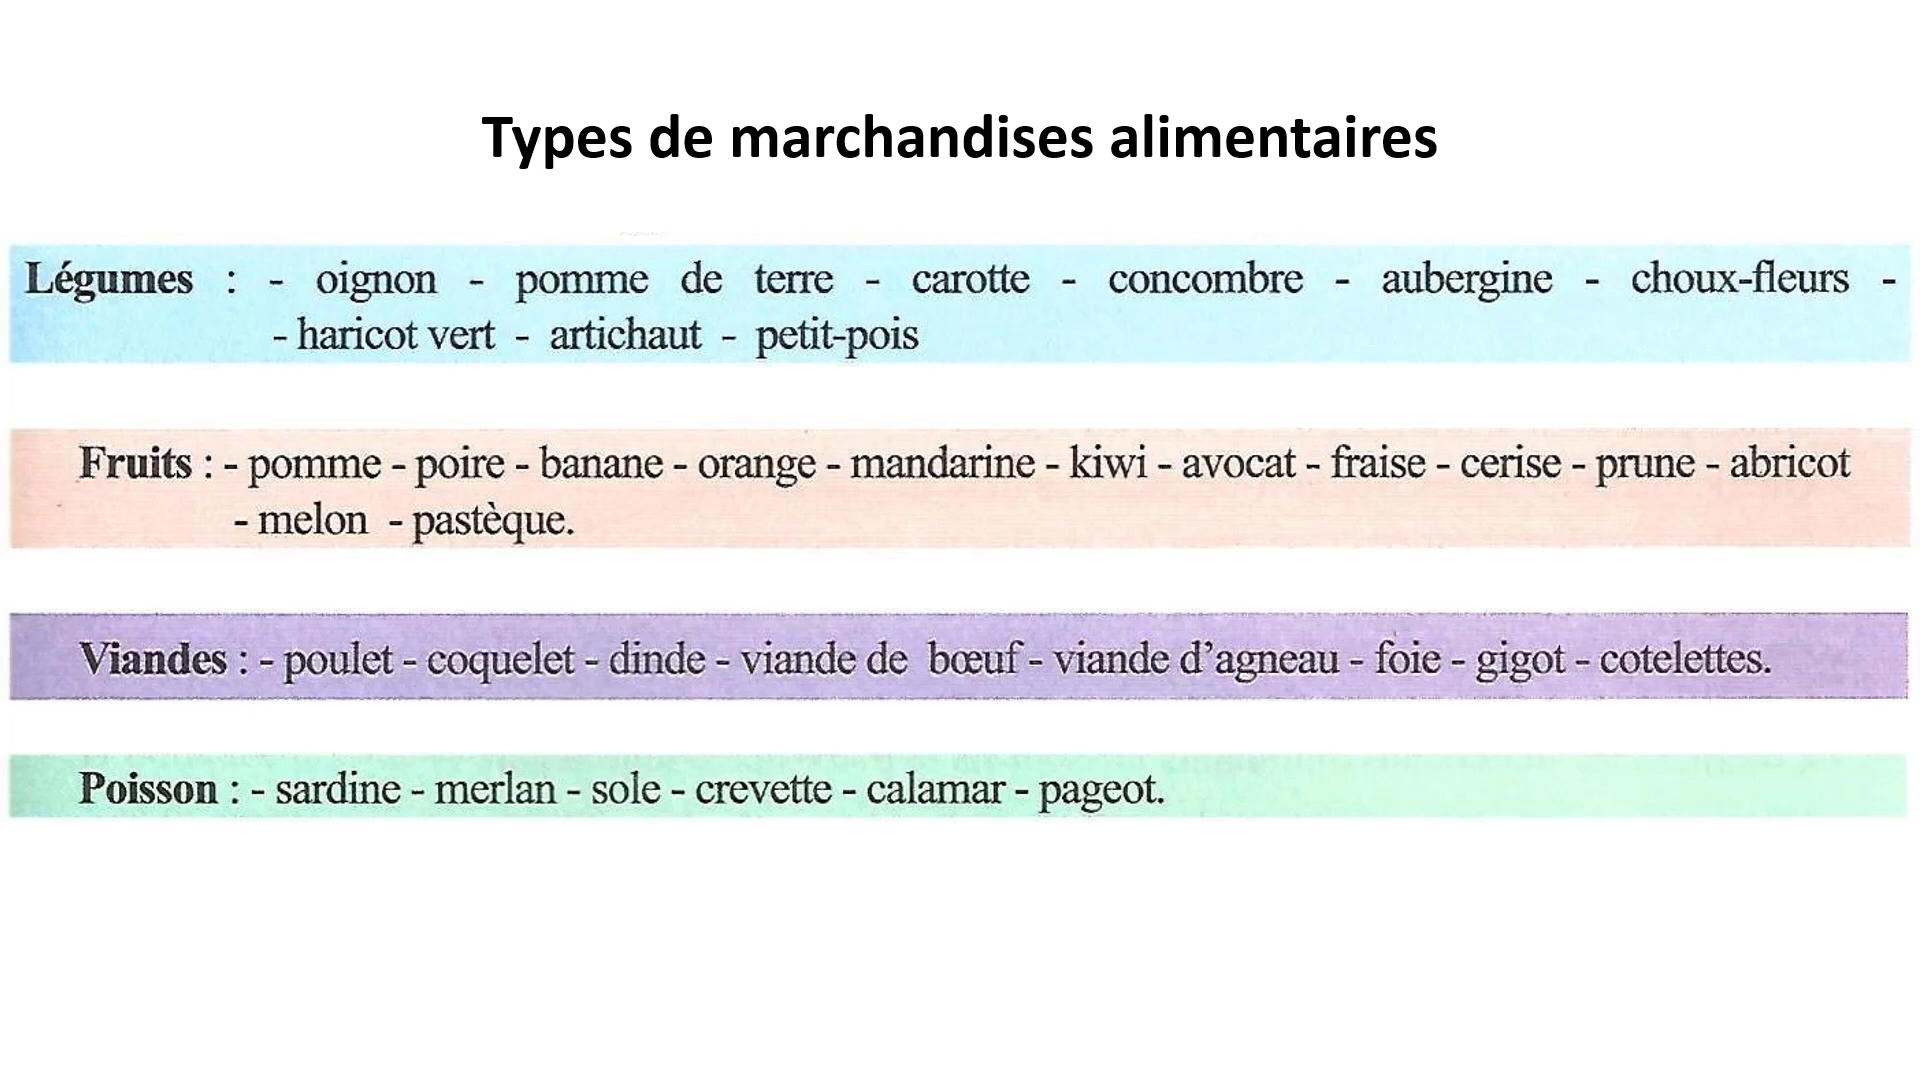 Types de marchandises alimentaires
Légumes : - oignon - pomme de terre - carotte - concombre - aubergine - choux-fleurs -
- haricot vert - artichaut - petit-pois
Fruits : - pomme - poire - banane - orange - mandarine - kiwi - avocat - fraise - cerise - prune - abricot
- melon - pastèque.
Viandes : - poulet - coquelet - dinde - viande de bœuf - viande d’agneau - foie - gigot - cotelettes.
Poisson : - sardine - merlan - sole - crevette - calamar - pageot.